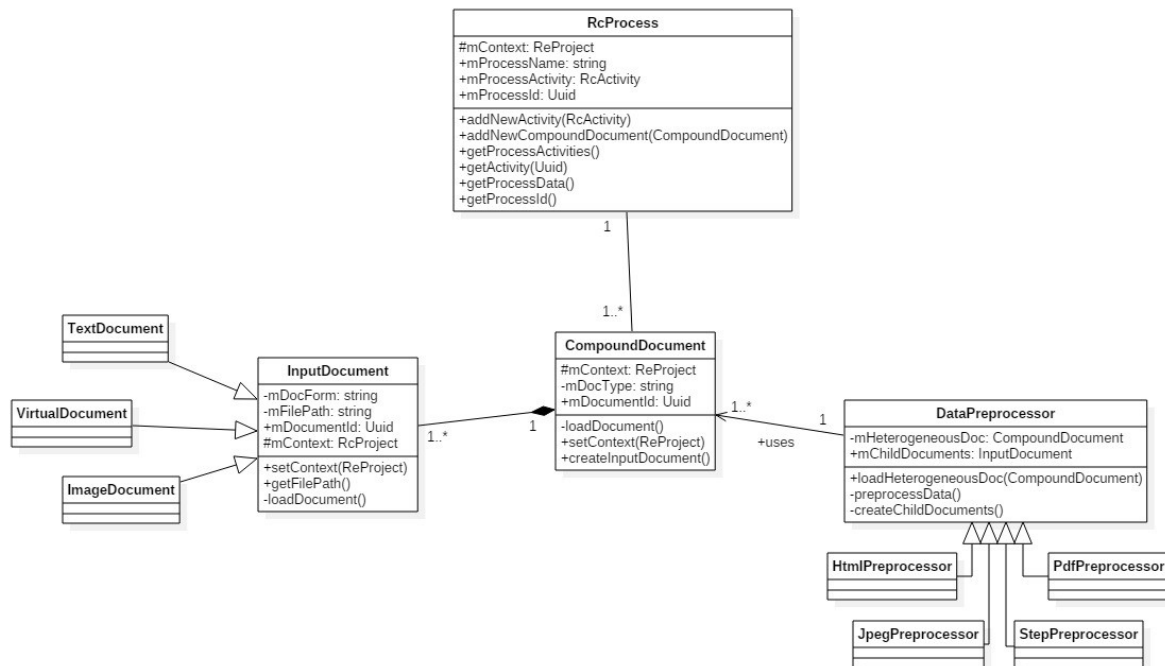 RcProcess
#mContext: ReProject
+mProcessName: string
+mProcessActivity: RcActivity
+mProcessId: Uuid
+addNewActivity(RcActivity)
+addNewCompoundDocument(CompoundDocument)
+getProcessActivities()
+getActivity(Uuid)
+getProcessData()
+getProcessId()
1
1..*
TextDocument
VirtualDocument
ImageDocument
InputDocument
-mDocForm: string
-mFilePath: string
+mDocumentId: Uuid
#mContext: RcProject
+setContext(ReProject)
+getFilePath()
-loadDocument()
1..*
1
CompoundDocument
#mContext: ReProject
-mDocType: string
+mDocumentId: Uuid
-loadDocument()
+setContext(ReProject)
+createInputDocument()
1..*
+uses
1
DataPreprocessor
-mHeterogeneousDoc: CompoundDocument
+mChildDocuments: InputDocument
+loadHeterogeneousDoc(CompoundDocument)
-preprocessData()
-createChildDocuments()
HtmlPreprocessor
PdfPreprocessor
JpegPreprocessor
StepPreprocessor